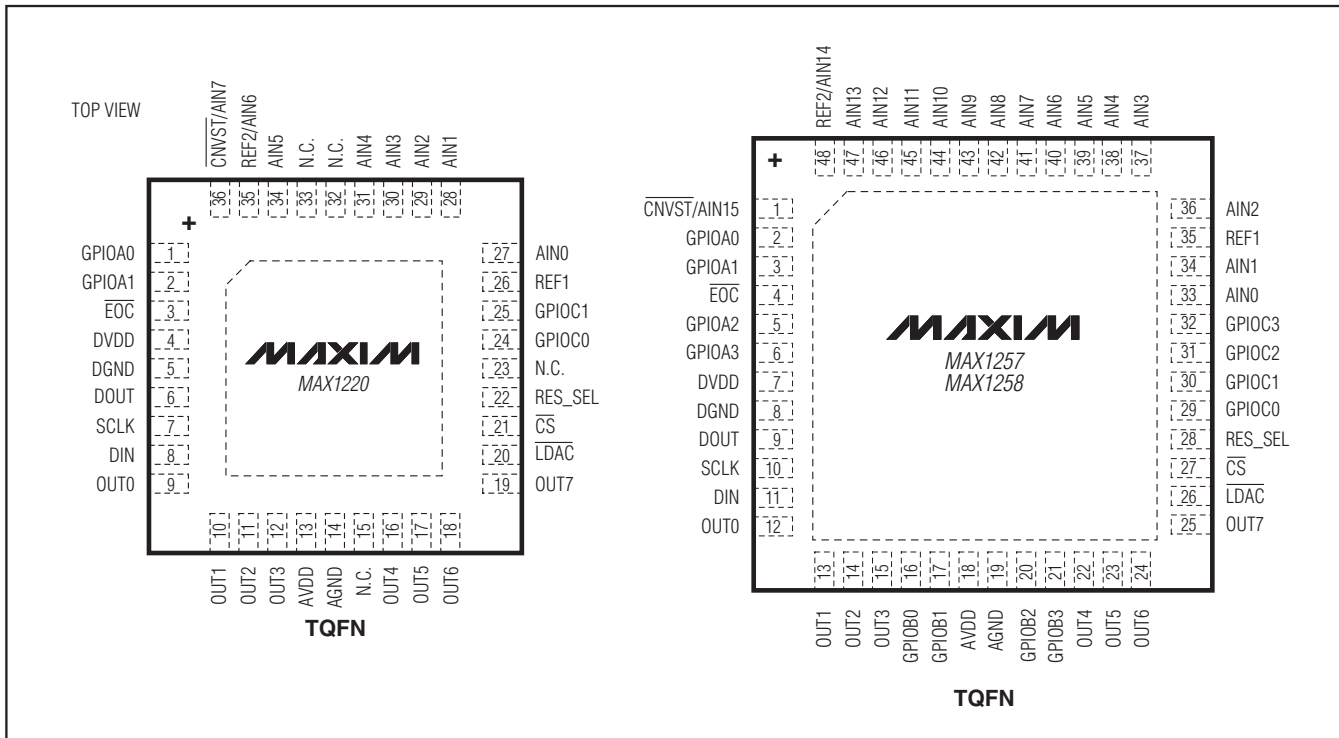 TOP VIEW
C̅N̅V̅S̅T̅/AIN7
REF2/AIN6
AIN5
N.C.
N.C.
AIN4
AIN3
AIN2
AIN1
36
35
34
33
32
31
30
29
28
+
GPIOA0 1
GPIOA1 2
E̅O̅C̅ 3
DVDD 4
DGND 5
DOUT 6
SCLK 7
DIN 8
OUT0 9
MAXIM
MAX1220
27 AIN0
26 REF1
25 GPIOC1
24 GPIOC0
23 N.C.
22 RES_SEL
21 C̅S̅
20 L̅D̅A̅C̅
19 OUT7
10
11
12
13
14
15
16
17
18
OUT1
OUT2
OUT3
AVDD
AGND
N.C.
OUT4
OUT5
OUT6
TQFN
REF2/AIN14
AIN13
AIN12
AIN11
AIN10
AIN9
AIN8
AIN7
AIN6
AIN5
AIN4
AIN3
48
47
46
45
44
43
42
41
40
39
38
37
+
C̅N̅V̅S̅T̅/AIN15 1
GPIOA0 2
GPIOA1 3
E̅O̅C̅ 4
GPIOA2 5
GPIOA3 6
DVDD 7
DGND 8
DOUT 9
SCLK 10
DIN 11
OUT0 12
MAXIM
MAX1257
MAX1258
36 AIN2
35 REF1
34 AIN1
33 AIN0
32 GPIOC3
31 GPIOC2
30 GPIOC1
29 GPIOC0
28 RES_SEL
27 C̅S̅
26 L̅D̅A̅C̅
25 OUT7
13
14
15
16
17
18
19
20
21
22
23
24
OUT1
OUT2
OUT3
GPIOB0
GPIOB1
AVDD
AGND
GPIOB2
GPIOB3
OUT4
OUT5
OUT6
TQFN